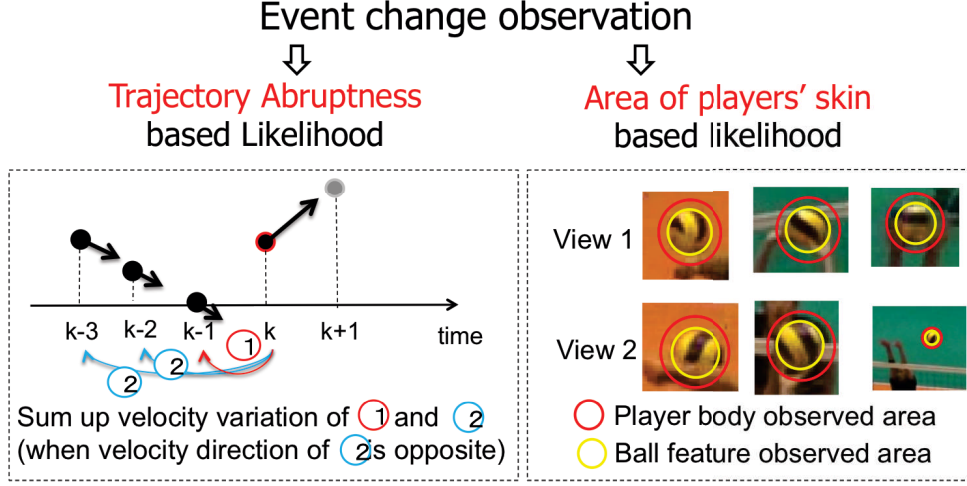 Event change observation
Trajectory Abruptness
based Likelihood
Area of players' skin
based likelihood
k-3 k-2 k-1 k k+1 time
1
2
2
Sum up velocity variation of 1 and 2
(when velocity direction of 2 is opposite)
View 1
View 2
Player body observed area
Ball feature observed area